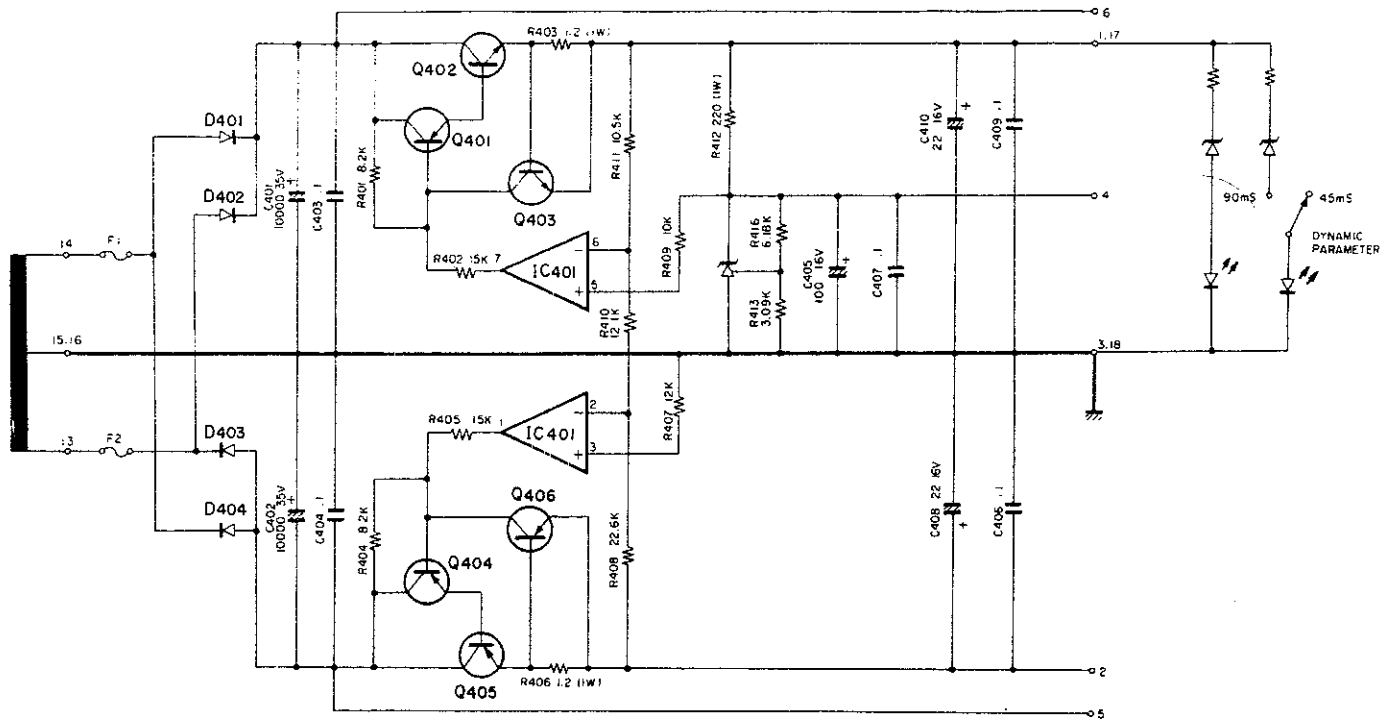 6
R403 1.2 (1W)
1.17
Q402
D401
Q401
R401 8.2K
R411 10.5K
R412 220 (1W)
C410
22 16V
+
C409 .1
D402
C401
10000 35V
+
C403 .1
Q403
90mS
45mS
4
DYNAMIC
PARAMETER
R409 10K
R416
6.18K
14
F1
R402 15K
7
IC401
6
-
+
5
C405
100 16V
+
C407 .1
R413
3.09K
R410
12.1K
15.16
3.18
R407 12K
R405 15K
1
IC401
2
-
3
+
13
F2
D403
D404
C402
10000 35V
+
C404 .1
R404 8.2K
Q406
Q404
R408 22.6K
C408 22 16V
+
C406 .1
Q405
R406 1.2 (1W)
2
5